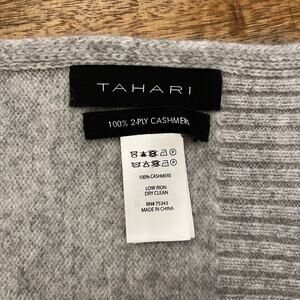 TAHARI
100% 2-PLY CASHMERE
100% CASHMERE
LOW IRON
DRY CLEAN
RN# 75343
MADE IN CHINA